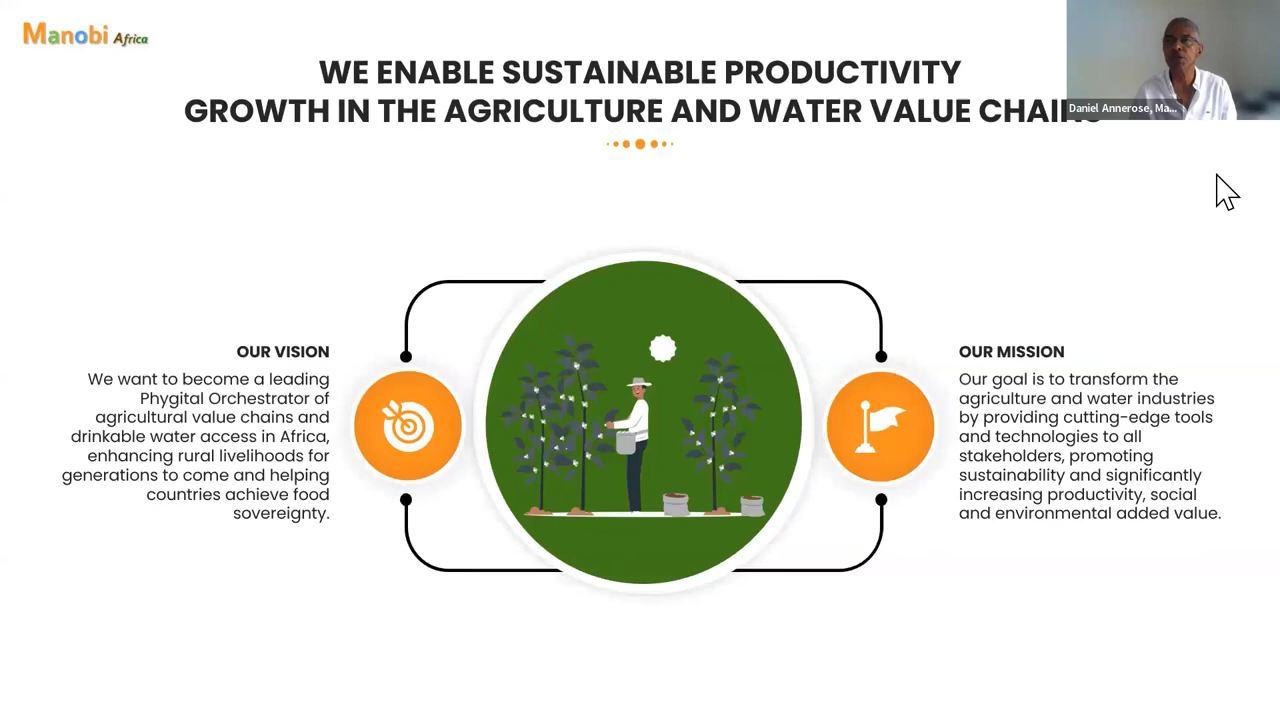 Manobi Africa
WE ENABLE SUSTAINABLE PRODUCTIVITY
GROWTH IN THE AGRICULTURE AND WATER VALUE CHAINS
Daniel Annerose, Ma...
OUR VISION
We want to become a leading
Phygital Orchestrator of
agricultural value chains and
drinkable water access in Africa,
enhancing rural livelihoods for
generations to come and helping
countries achieve food
sovereignty.
OUR MISSION
Our goal is to transform the
agriculture and water industries
by providing cutting-edge tools
and technologies to all
stakeholders, promoting
sustainability and significantly
increasing productivity, social
and environmental added value.